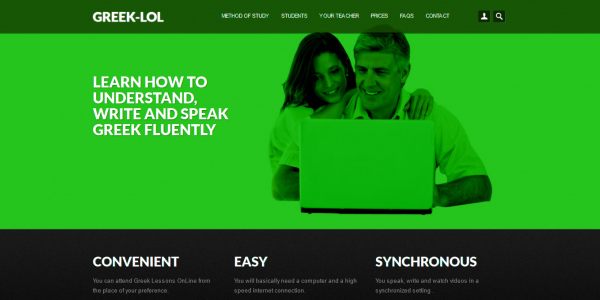 GREEK-LOL
METHOD OF STUDY STUDENTS YOUR TEACHER PRICES FAQS CONTACT
LEARN HOW TO
UNDERSTAND,
WRITE AND SPEAK
GREEK FLUENTLY
CONVENIENT
You can attend Greek Lessons OnLine from
the place of your preference.
EASY
You will basically need a computer and a high
speed Internet connection.
SYNCHRONOUS
You speak, write and watch videos in a
synchronized setting